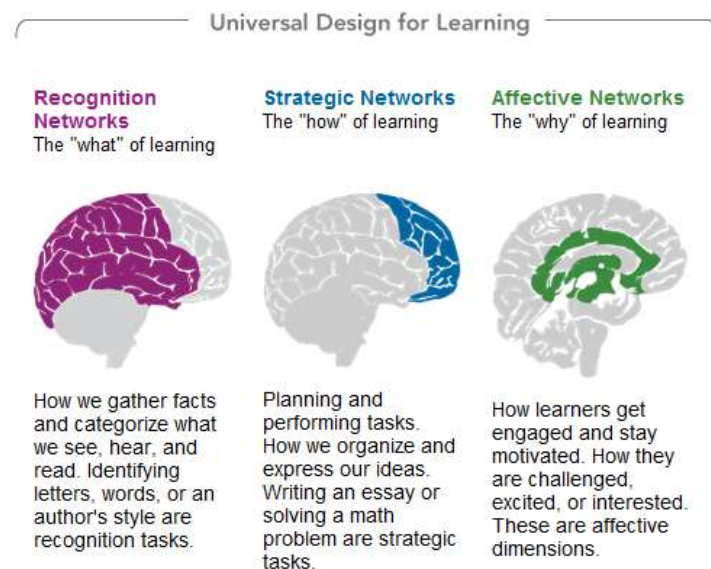 Universal Design for Learning
Recognition
Networks
The "what" of learning
Strategic Networks
The "how" of learning
Affective Networks
The "why" of learning
How we gather facts
and categorize what
we see, hear, and
read. Identifying
letters, words, or an
author's style are
recognition tasks.
Planning and
performing tasks.
How we organize and
express our ideas.
Writing an essay or
solving a math
problem are strategic
tasks.
How learners get
engaged and stay
motivated. How they
are challenged,
excited, or interested.
These are affective
dimensions.